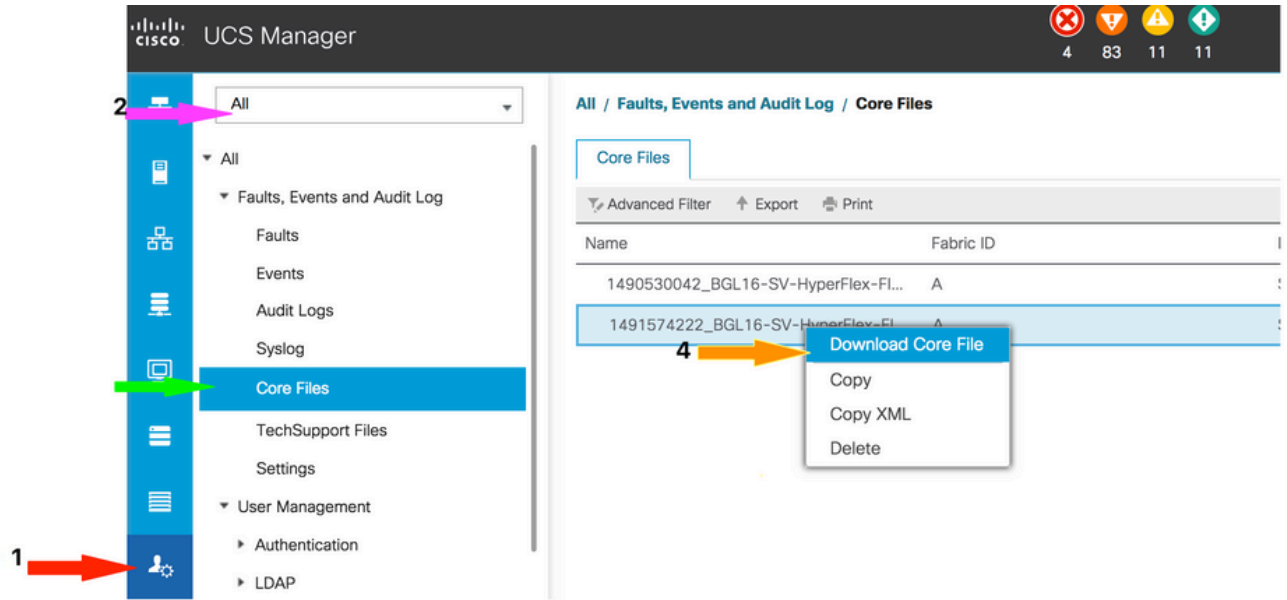 cisco
UCS Manager
4 83 11 11
2
All
All / Faults, Events and Audit Log / Core Files
All
Core Files
Faults, Events and Audit Log
Advanced Filter Export Print
Faults
Name Fabric ID
Events
1490530042_BGL16-SV-HyperFlex-FI... A
Audit Logs
1491574222_BGL16-SV-HyperFlex-FI... A
Syslog
4
Download Core File
Core Files
Copy
Copy XML
TechSupport Files
Delete
Settings
User Management
Authentication
1
LDAP